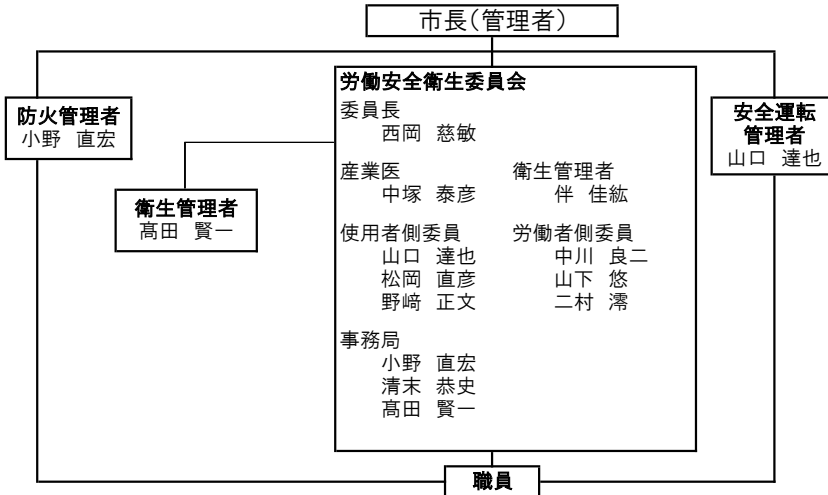 市長(管理者)
防火管理者
小野 直宏
労働安全衛生委員会
委員長
西岡 慈敏
産業医 衛生管理者
中塚 泰彦 伴 佳紘
使用者側委員 労働者側委員
山口 達也 中川 良二
松岡 直彦 山下 悠
野﨑 正文 二村 澪
事務局
小野 直宏
清末 恭史
髙田 賢一
衛生管理者
髙田 賢一
安全運転
管理者
山口 達也
職員